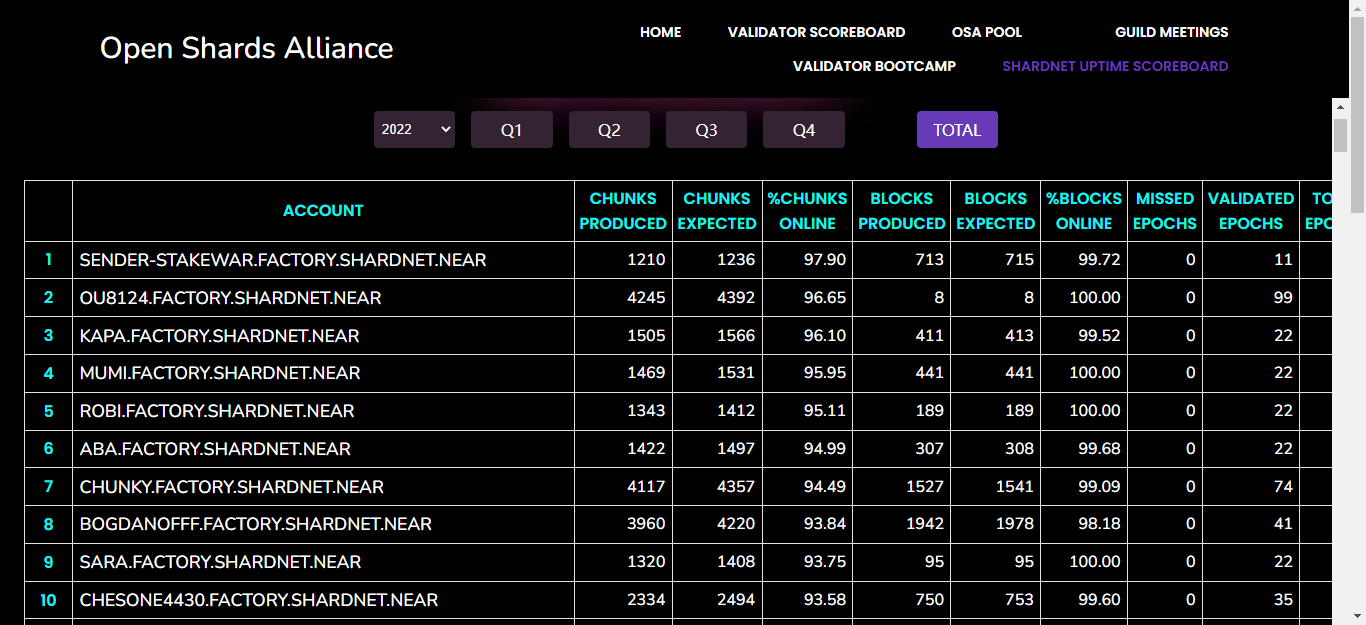 Open Shards Alliance
HOME VALIDATOR SCOREBOARD OSA POOL GUILD MEETINGS
VALIDATOR BOOTCAMP SHARDNET UPTIME SCOREBOARD
2022 Q1 Q2 Q3 Q4 TOTAL
ACCOUNT CHUNKS PRODUCED CHUNKS EXPECTED %CHUNKS ONLINE BLOCKS PRODUCED BLOCKS EXPECTED %BLOCKS ONLINE MISSED EPOCHS VALIDATED EPOCHS
1 SENDER-STAKEWAR.FACTORY.SHARDNET.NEAR 1210 1236 97.90 713 715 99.72 0 11
2 OU8124.FACTORY.SHARDNET.NEAR 4245 4392 96.65 8 8 100.00 0 99
3 KAPA.FACTORY.SHARDNET.NEAR 1505 1566 96.10 411 413 99.52 0 22
4 MUMI.FACTORY.SHARDNET.NEAR 1469 1531 95.95 441 441 100.00 0 22
5 ROBI.FACTORY.SHARDNET.NEAR 1343 1412 95.11 189 189 100.00 0 22
6 ABA.FACTORY.SHARDNET.NEAR 1422 1497 94.99 307 308 99.68 0 22
7 CHUNKY.FACTORY.SHARDNET.NEAR 4117 4357 94.49 1527 1541 99.09 0 74
8 BOGDANOFFF.FACTORY.SHARDNET.NEAR 3960 4220 93.84 1942 1978 98.18 0 41
9 SARA.FACTORY.SHARDNET.NEAR 1320 1408 93.75 95 95 100.00 0 22
10 CHESONE4430.FACTORY.SHARDNET.NEAR 2334 2494 93.58 750 753 99.60 0 35